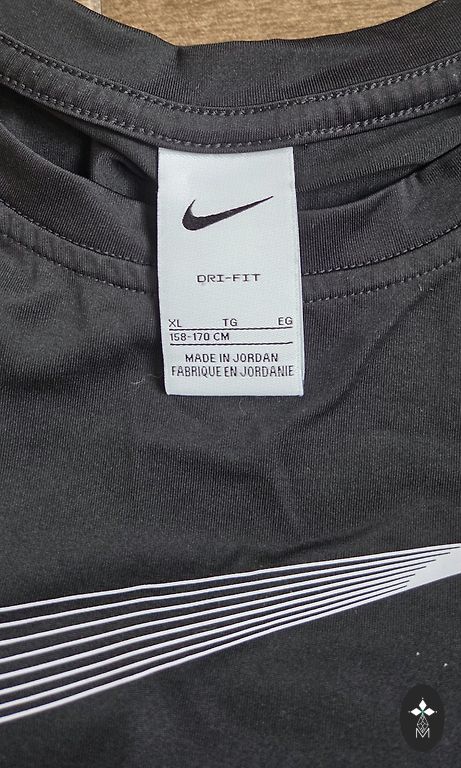 DRI-FIT
XL TG EG
158-170 CM
MADE IN JORDAN
FABRIQUE EN JORDANIE
M